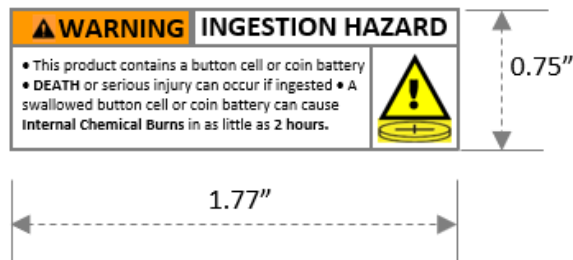 WARNING INGESTION HAZARD
• This product contains a button cell or coin battery
• DEATH or serious injury can occur if ingested • A
swallowed button cell or coin battery can cause
Internal Chemical Burns in as little as 2 hours.
0.75”
1.77”